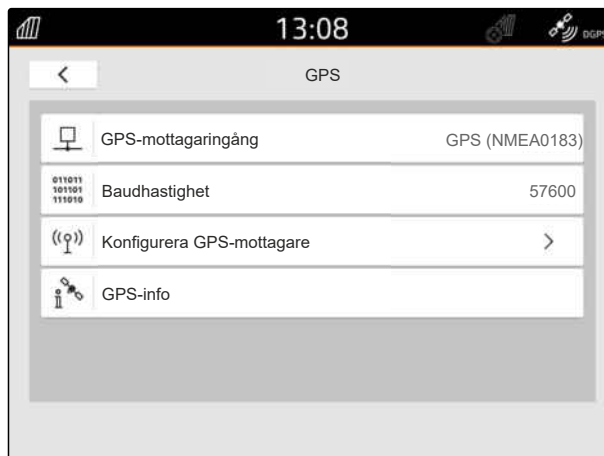 13:08
DGPS
GPS
GPS-mottagaringång
GPS (NMEA0183)
011011
101101
111010
Baudhastighet
57600
Konfigurera GPS-mottagare
GPS-info